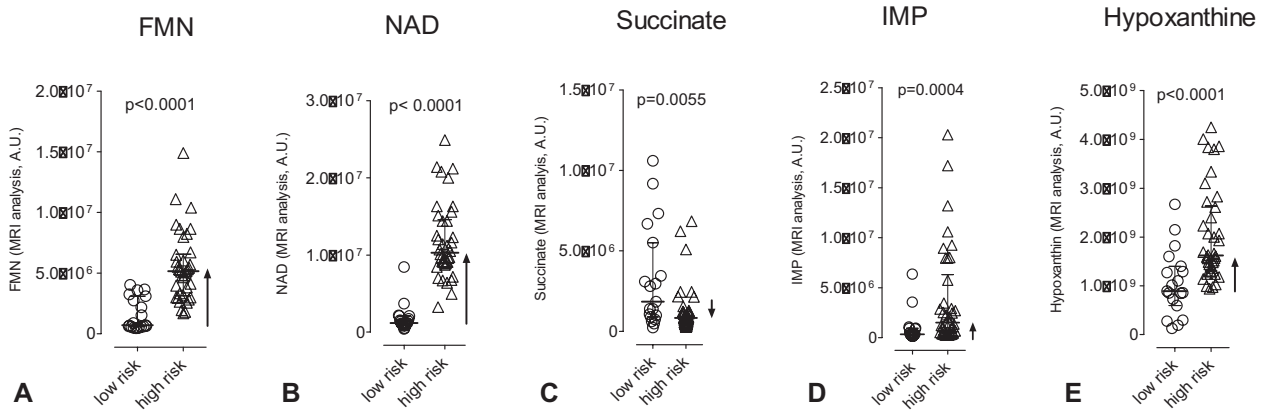 FMN
FMN (MRI analysis, A.U.)
2.0☒10⁷
1.5☒10⁷
1.0☒10⁷
5.0☒10⁶
0
p<0.0001
low risk
high risk
A
NAD
NAD (MRI analysis, A.U.)
3.0☒10⁷
2.0☒10⁷
1.0☒10⁷
0
p< 0.0001
low risk
high risk
B
Succinate
Succinate (MRI analyis, A.U.)
1.5☒10⁷
1.0☒10⁷
5.0☒10⁶
0
p=0.0055
low risk
high risk
C
IMP
IMP (MRI analysis, A.U.)
2.5☒10⁷
2.0☒10⁷
1.5☒10⁷
1.0☒10⁷
5.0☒10⁶
0
p=0.0004
low risk
high risk
D
Hypoxanthine
Hypoxanthin (MRI analysis, A.U.)
5.0☒10⁹
4.0☒10⁹
3.0☒10⁹
2.0☒10⁹
1.0☒10⁹
0
p<0.0001
low risk
high risk
E